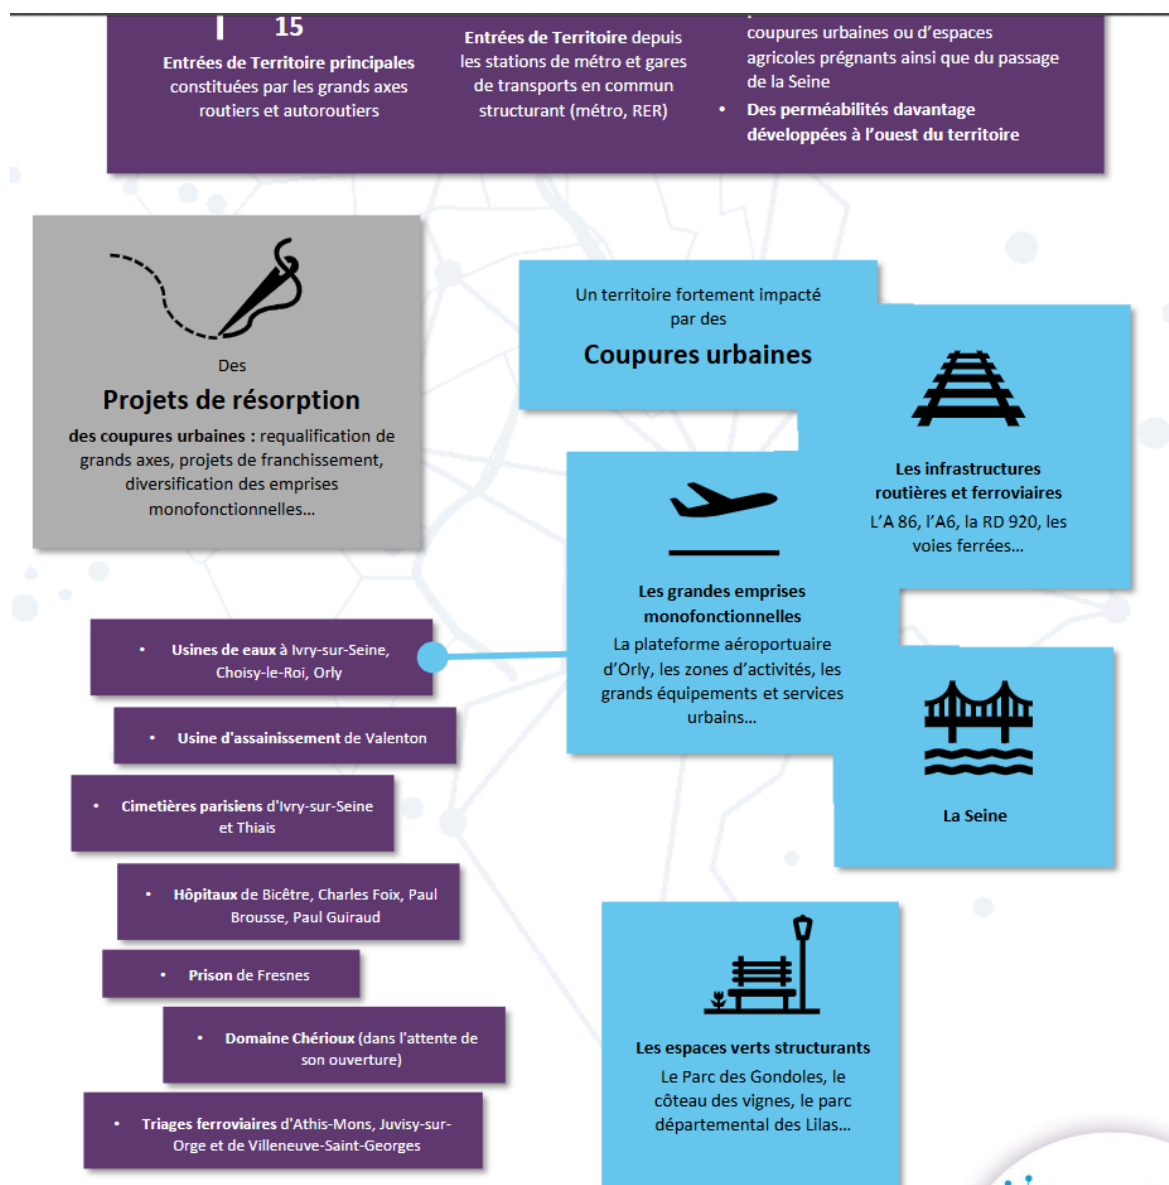 15
Entrées de Territoire principales
constituées par les grands axes
routiers et autoroutiers
Entrées de Territoire depuis
les stations de métro et gares
de transports en commun
structurant (métro, RER)
coupures urbaines ou d’espaces
agricoles prégnants ainsi que du passage
de la Seine
• Des perméabilités davantage
développées à l’ouest du territoire
Des
Projets de résorption
des coupures urbaines : requalification de
grands axes, projets de franchissement,
diversification des emprises
monofonctionnelles…
Un territoire fortement impacté
par des
Coupures urbaines
Les infrastructures
routières et ferroviaires
L’A 86, l’A6, la RD 920, les
voies ferrées…
Les grandes emprises
monofonctionnelles
La plateforme aéroportuaire
d’Orly, les zones d’activités, les
grands équipements et services
urbains…
La Seine
• Usines de eaux à Ivry-sur-Seine,
Choisy-le-Roi, Orly
• Usine d'assainissement de Valenton
• Cimetières parisiens d'Ivry-sur-Seine
et Thiais
• Hôpitaux de Bicêtre, Charles Foix, Paul
Brousse, Paul Guiraud
• Prison de Fresnes
• Domaine Chérioux (dans l'attente de
son ouverture)
• Triages ferroviaires d'Athis-Mons, Juvisy-sur-
Orge et de Villeneuve-Saint-Georges
Les espaces verts structurants
Le Parc des Gondoles, le
côteau des vignes, le parc
départemental des Lilas…